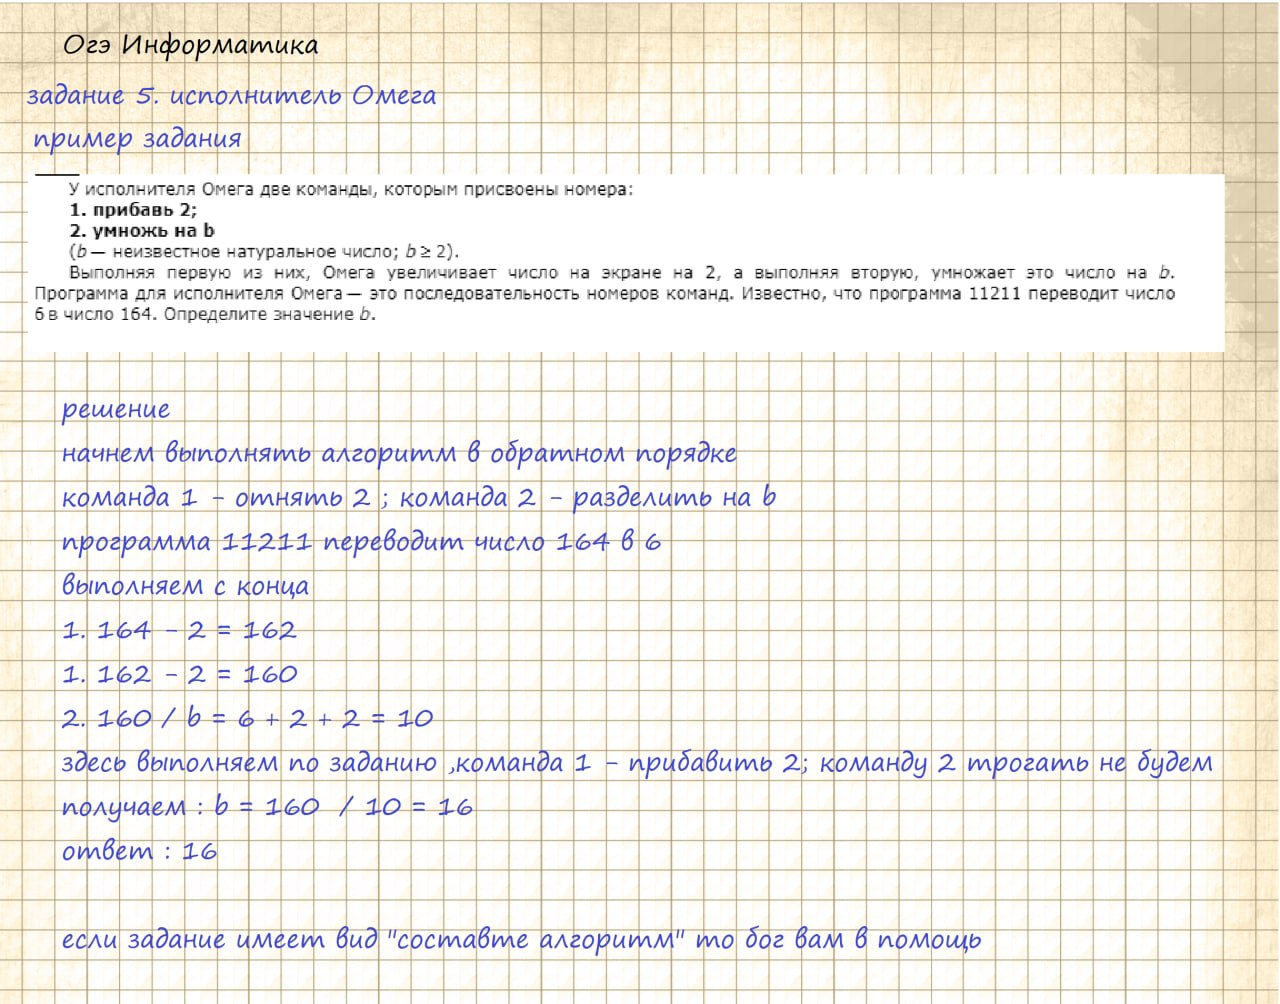 Огэ Информатика
задание 5. исполнитель Омега
пример задания
У исполнителя Омега две команды, которым присвоены номера:
1. прибавь 2;
2. умножь на b
(b — неизвестное натуральное число; b ≥ 2).
Выполняя первую из них, Омега увеличивает число на экране на 2, а выполняя вторую, умножает это число на b.
Программа для исполнителя Омега — это последовательность номеров команд. Известно, что программа 11211 переводит число
6 в число 164. Определите значение b.
решение
начнем выполнять алгоритм в обратном порядке
команда 1 - отнять 2 ; команда 2 - разделить на b
программа 11211 переводит число 164 в 6
выполняем с конца
1. 164 - 2 = 162
1. 162 - 2 = 160
2. 160 / b = 6 + 2 + 2 = 10
здесь выполняем по заданию ,команда 1 - прибавить 2; команду 2 трогать не будем
получаем : b = 160 / 10 = 16
ответ : 16
если задание имеет вид "составте алгоритм" то бог вам в помощь